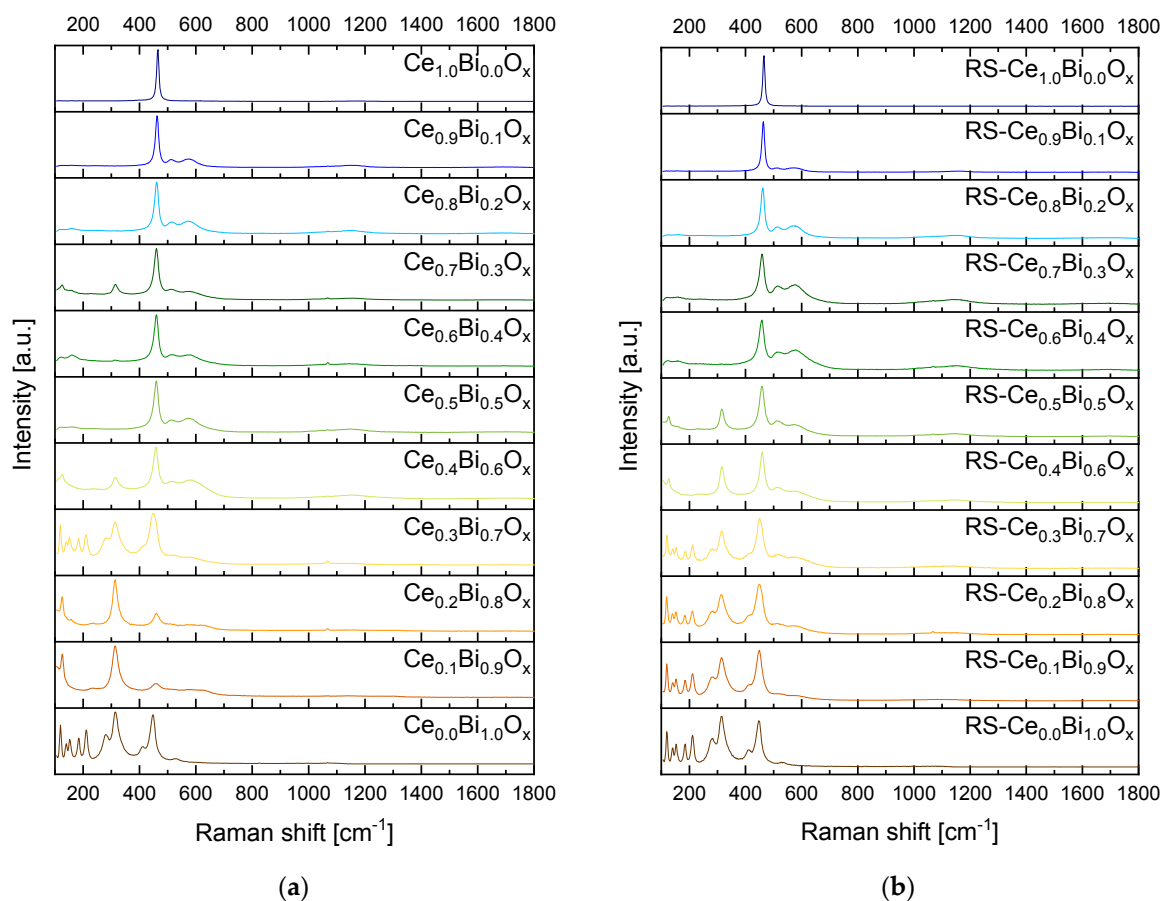 200 400 600 800 1000 1200 1400 1600 1800
Ce1.0Bi0.0Ox
Ce0.9Bi0.1Ox
Ce0.8Bi0.2Ox
Ce0.7Bi0.3Ox
Ce0.6Bi0.4Ox
Ce0.5Bi0.5Ox
Ce0.4Bi0.6Ox
Ce0.3Bi0.7Ox
Ce0.2Bi0.8Ox
Ce0.1Bi0.9Ox
Ce0.0Bi1.0Ox
Intensity [a.u.]
200 400 600 800 1000 1200 1400 1600 1800
Raman shift [cm-1]
(a)
200 400 600 800 1000 1200 1400 1600 1800
RS-Ce1.0Bi0.0Ox
RS-Ce0.9Bi0.1Ox
RS-Ce0.8Bi0.2Ox
RS-Ce0.7Bi0.3Ox
RS-Ce0.6Bi0.4Ox
RS-Ce0.5Bi0.5Ox
RS-Ce0.4Bi0.6Ox
RS-Ce0.3Bi0.7Ox
RS-Ce0.2Bi0.8Ox
RS-Ce0.1Bi0.9Ox
RS-Ce0.0Bi1.0Ox
Intensity [a.u.]
200 400 600 800 1000 1200 1400 1600 1800
Raman shift [cm-1]
(b)